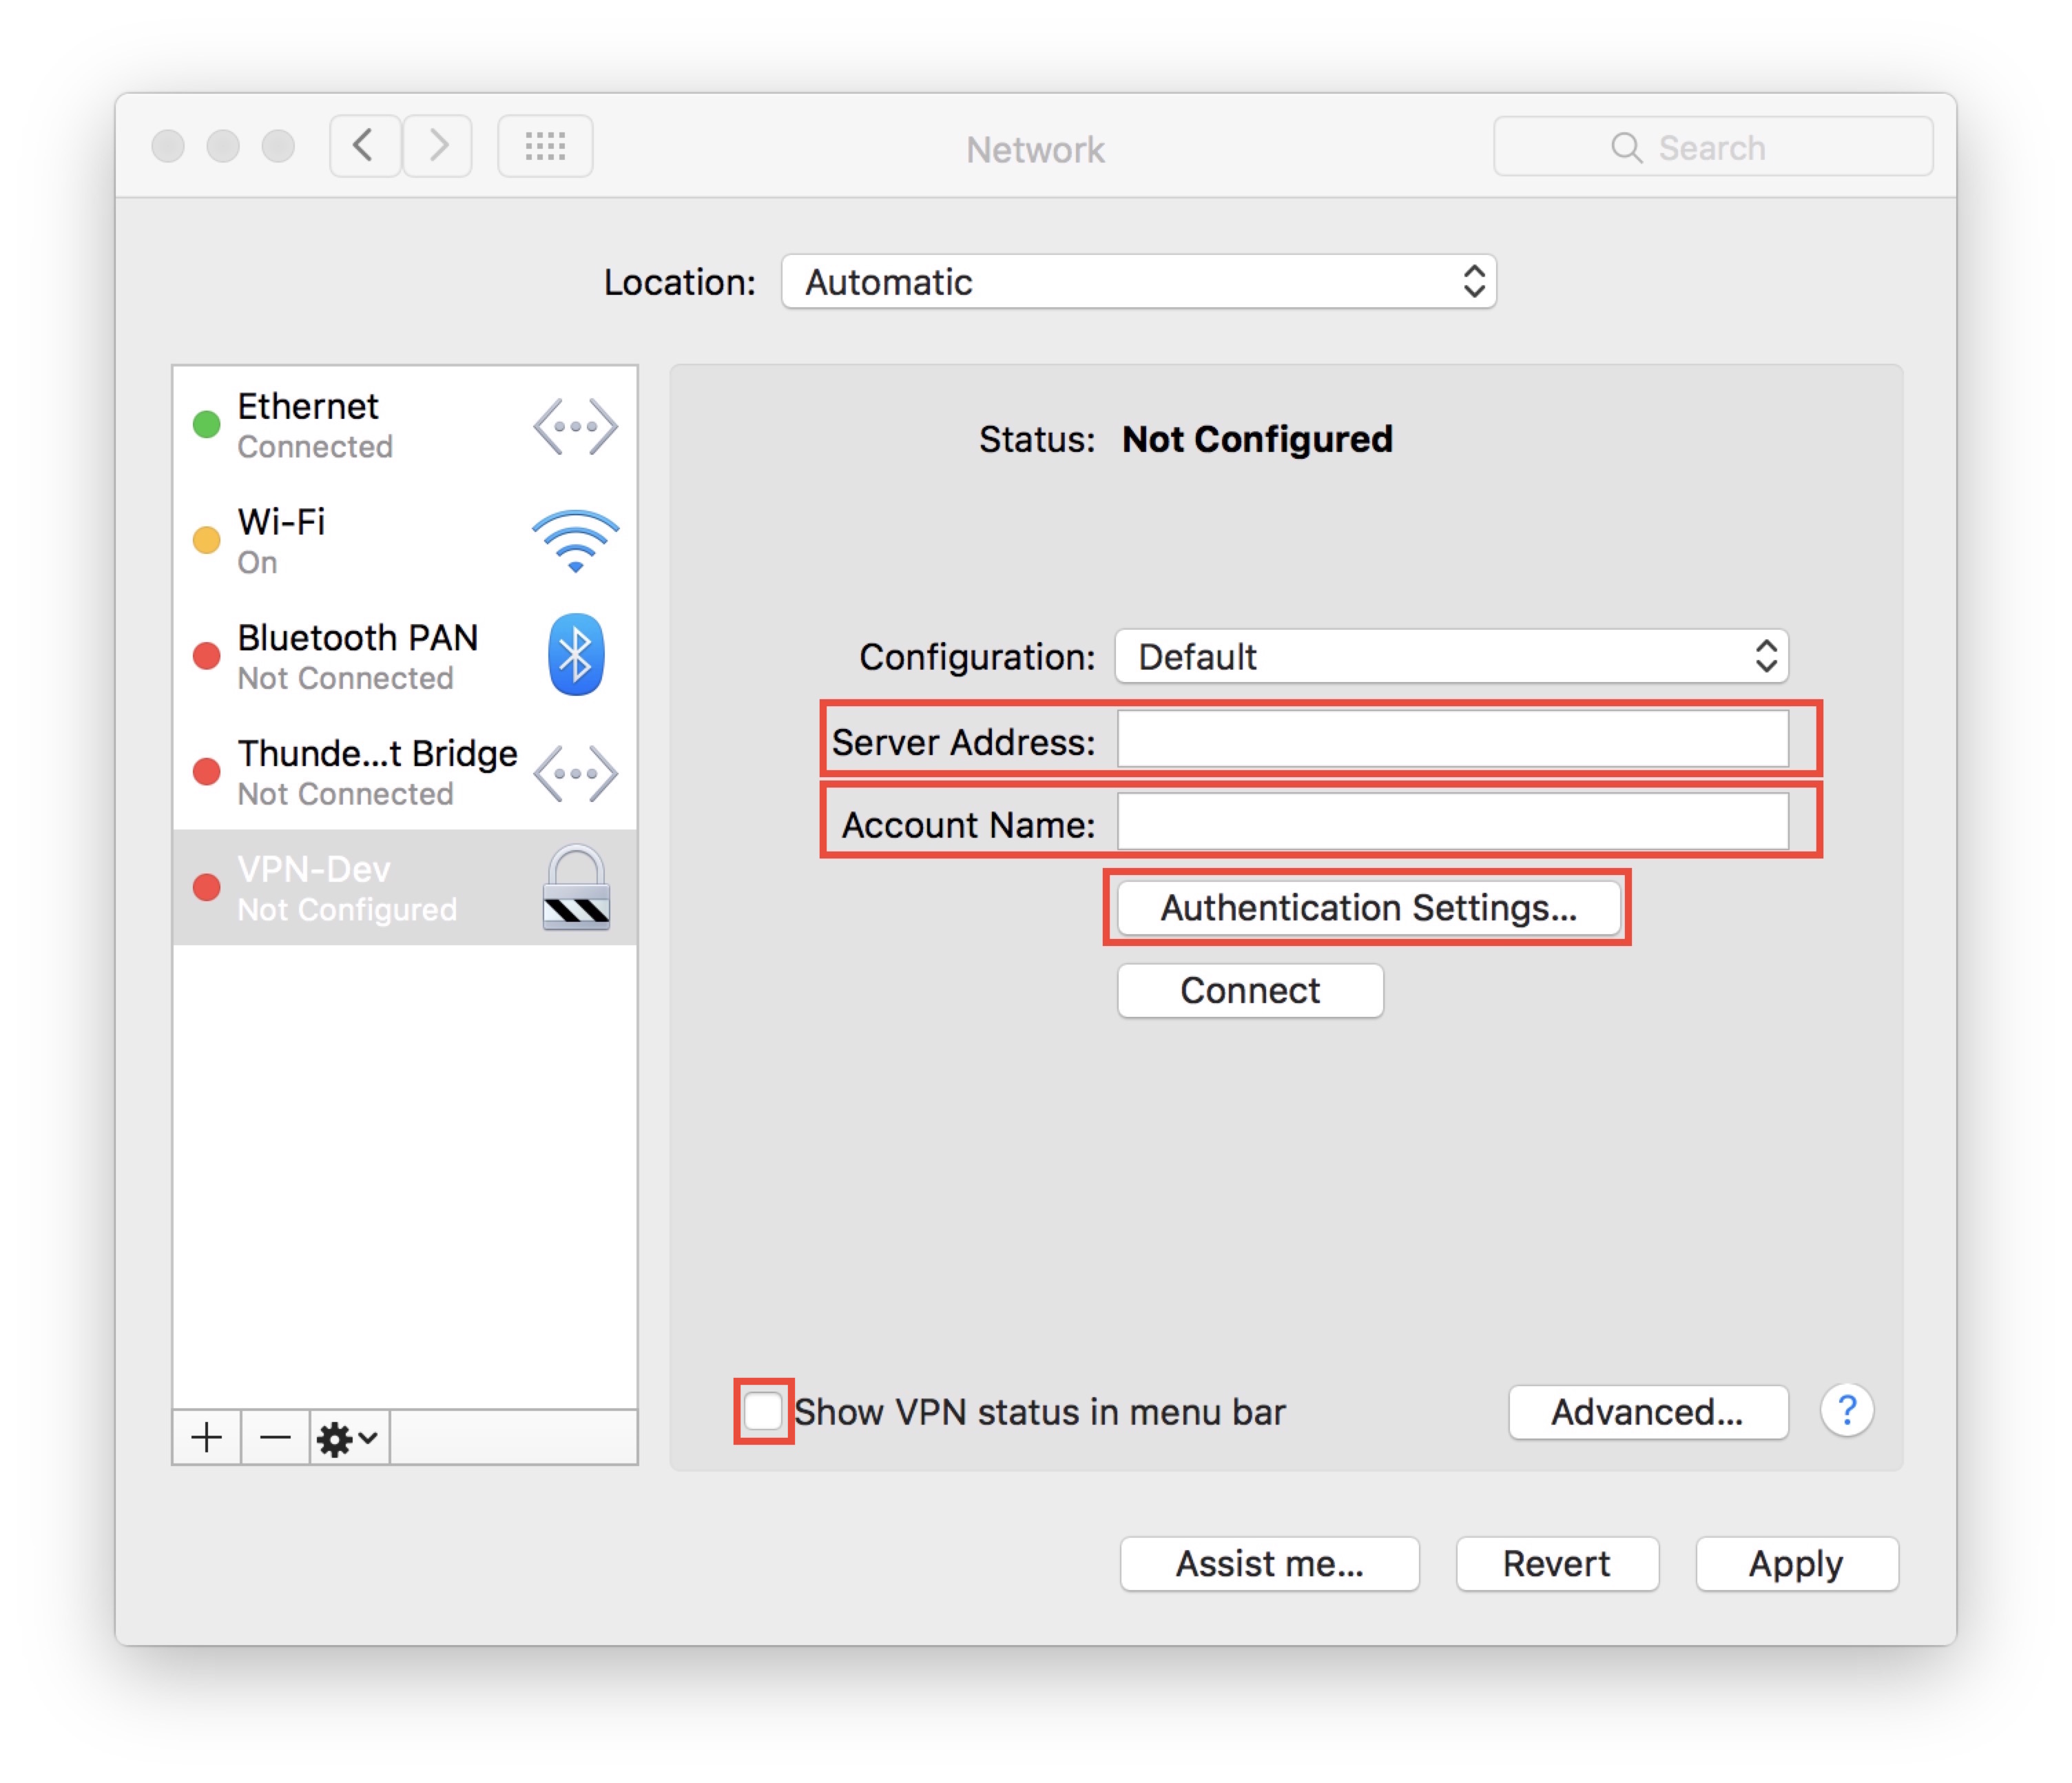 Network
Search
Location: Automatic
Ethernet
Connected
Wi-Fi
On
Bluetooth PAN
Not Connected
Thunde...t Bridge
Not Connected
VPN-Dev
Not Configured
Status: Not Configured
Configuration: Default
Server Address:
Account Name:
Authentication Settings...
Connect
Show VPN status in menu bar
Advanced...
?
Assist me...
Revert
Apply